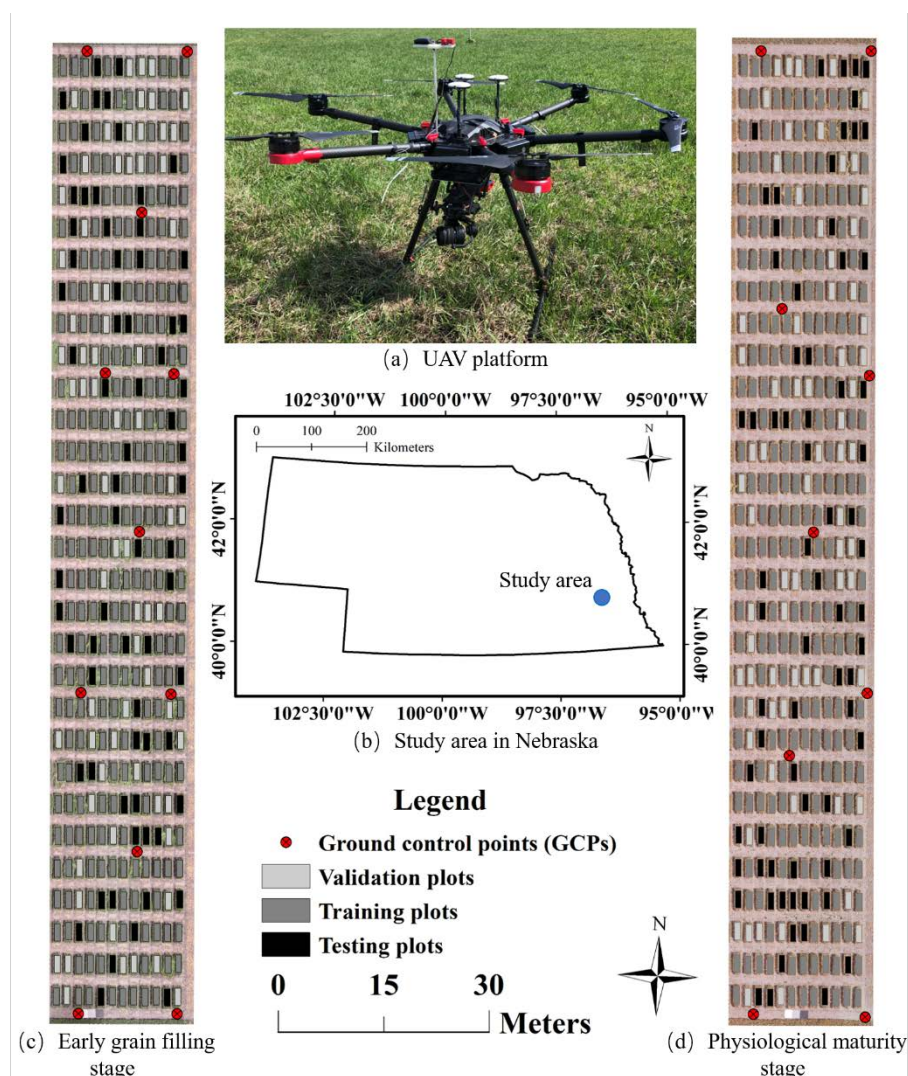 (a) UAV platform
102°30'0"W 100°0'0"W 97°30'0"W 95°0'0"W
0 100 200
Kilometers
N
42°0'0"N
42°0'0"N
Study area
40°0'0"N
40°0'0"N
102°30'0"W 100°0'0"W 97°30'0"W 95°0'0"W
(b) Study area in Nebraska
Legend
Ground control points (GCPs)
Validation plots
Training plots
Testing plots
N
0 15 30
Meters
(c) Early grain filling
stage
(d) Physiological maturity
stage